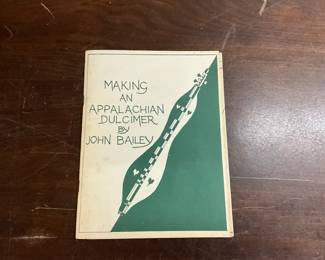 MAKING
AN
APPALACHIAN
DULCIMER
BY
JOHN BAILEY